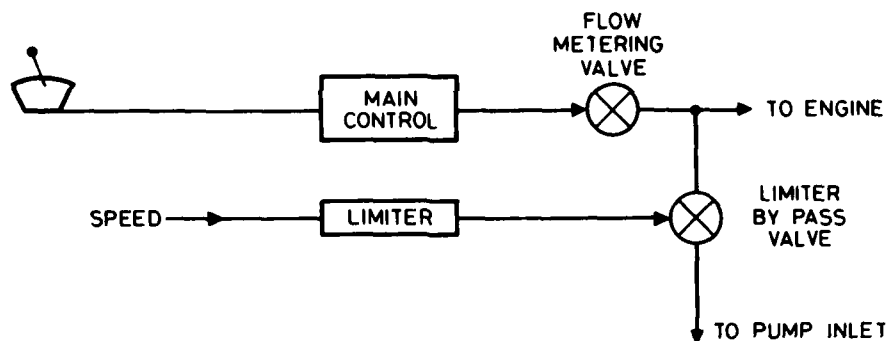 FLOW
METERING
VALVE
MAIN
CONTROL
TO ENGINE
SPEED
LIMITER
LIMITER
BY PASS
VALVE
TO PUMP INLET